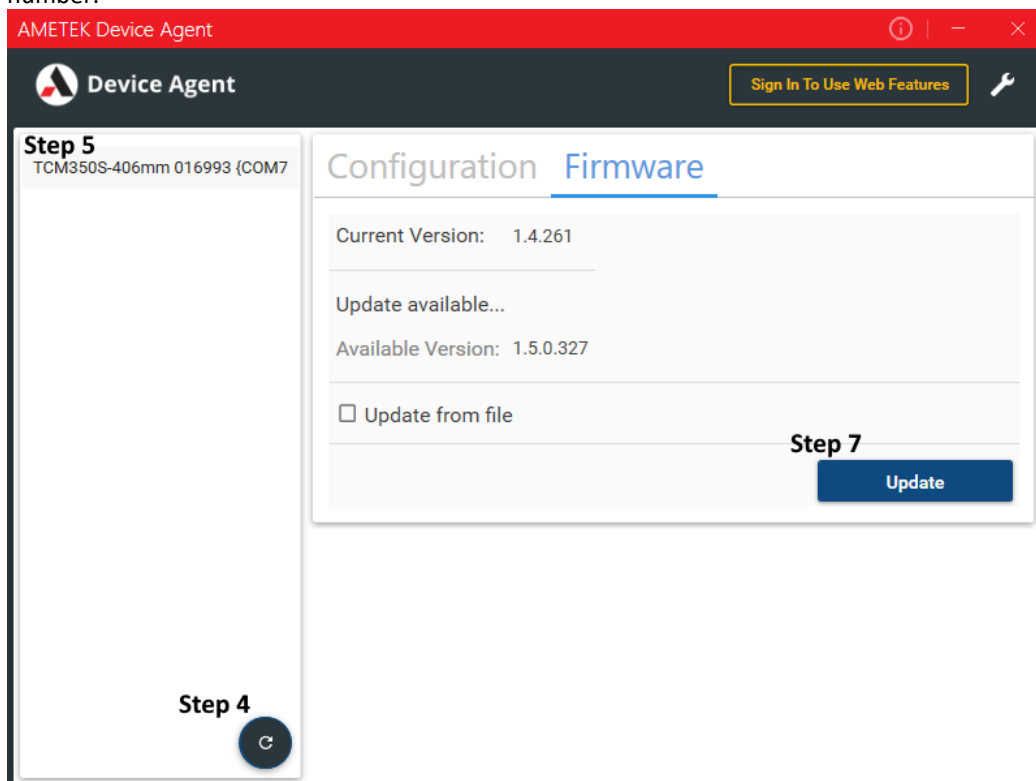 number.
AMETEK Device Agent
Device Agent
Sign In To Use Web Features
Step 5
TCM350S-406mm 016993 {COM7
Configuration Firmware
Current Version: 1.4.261
Update available...
Available Version: 1.5.0.327
Update from file
Step 7
Update
Step 4